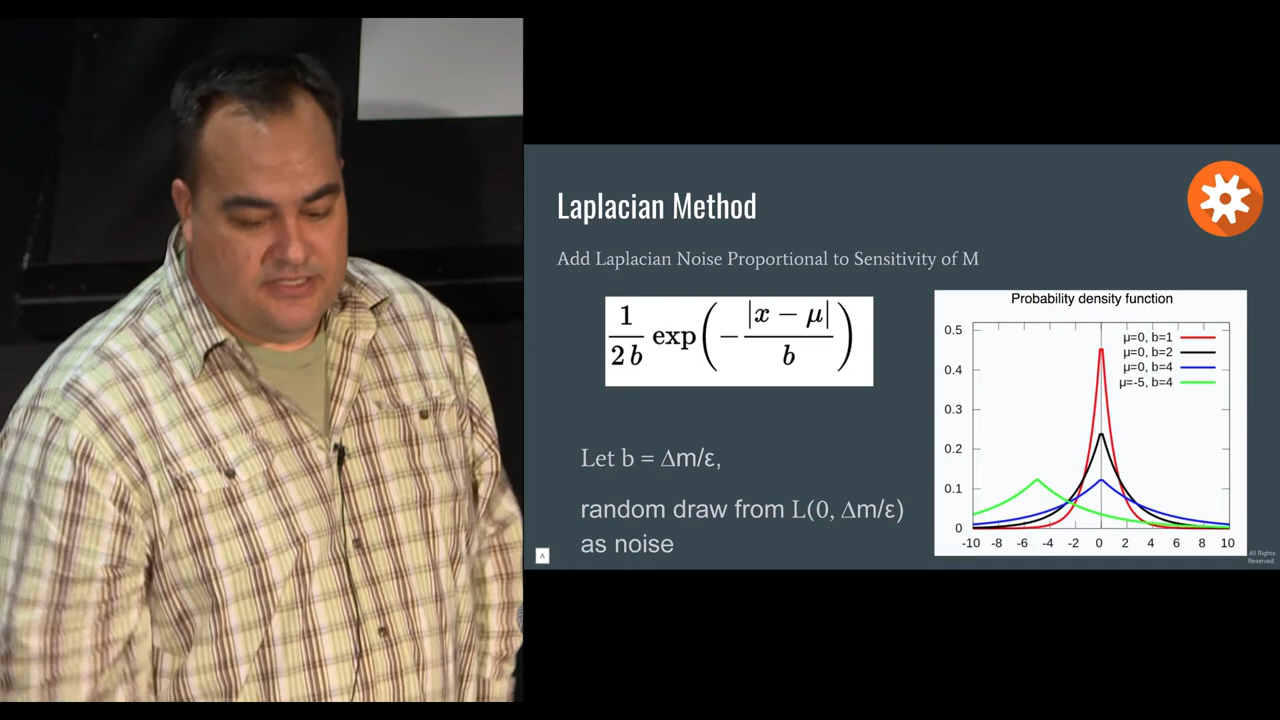 Laplacian Method
Add Laplacian Noise Proportional to Sensitivity of M
1/2 b exp(−|x − μ|/b)
Let b = Δm/ε,
random draw from L(0, Δm/ε)
as noise
Probability density function
μ=0, b=1
μ=0, b=2
μ=0, b=4
μ=-5, b=4
0.5
0.4
0.3
0.2
0.1
0
-10 -8 -6 -4 -2 0 2 4 6 8 10
A
All Rights
Reserved